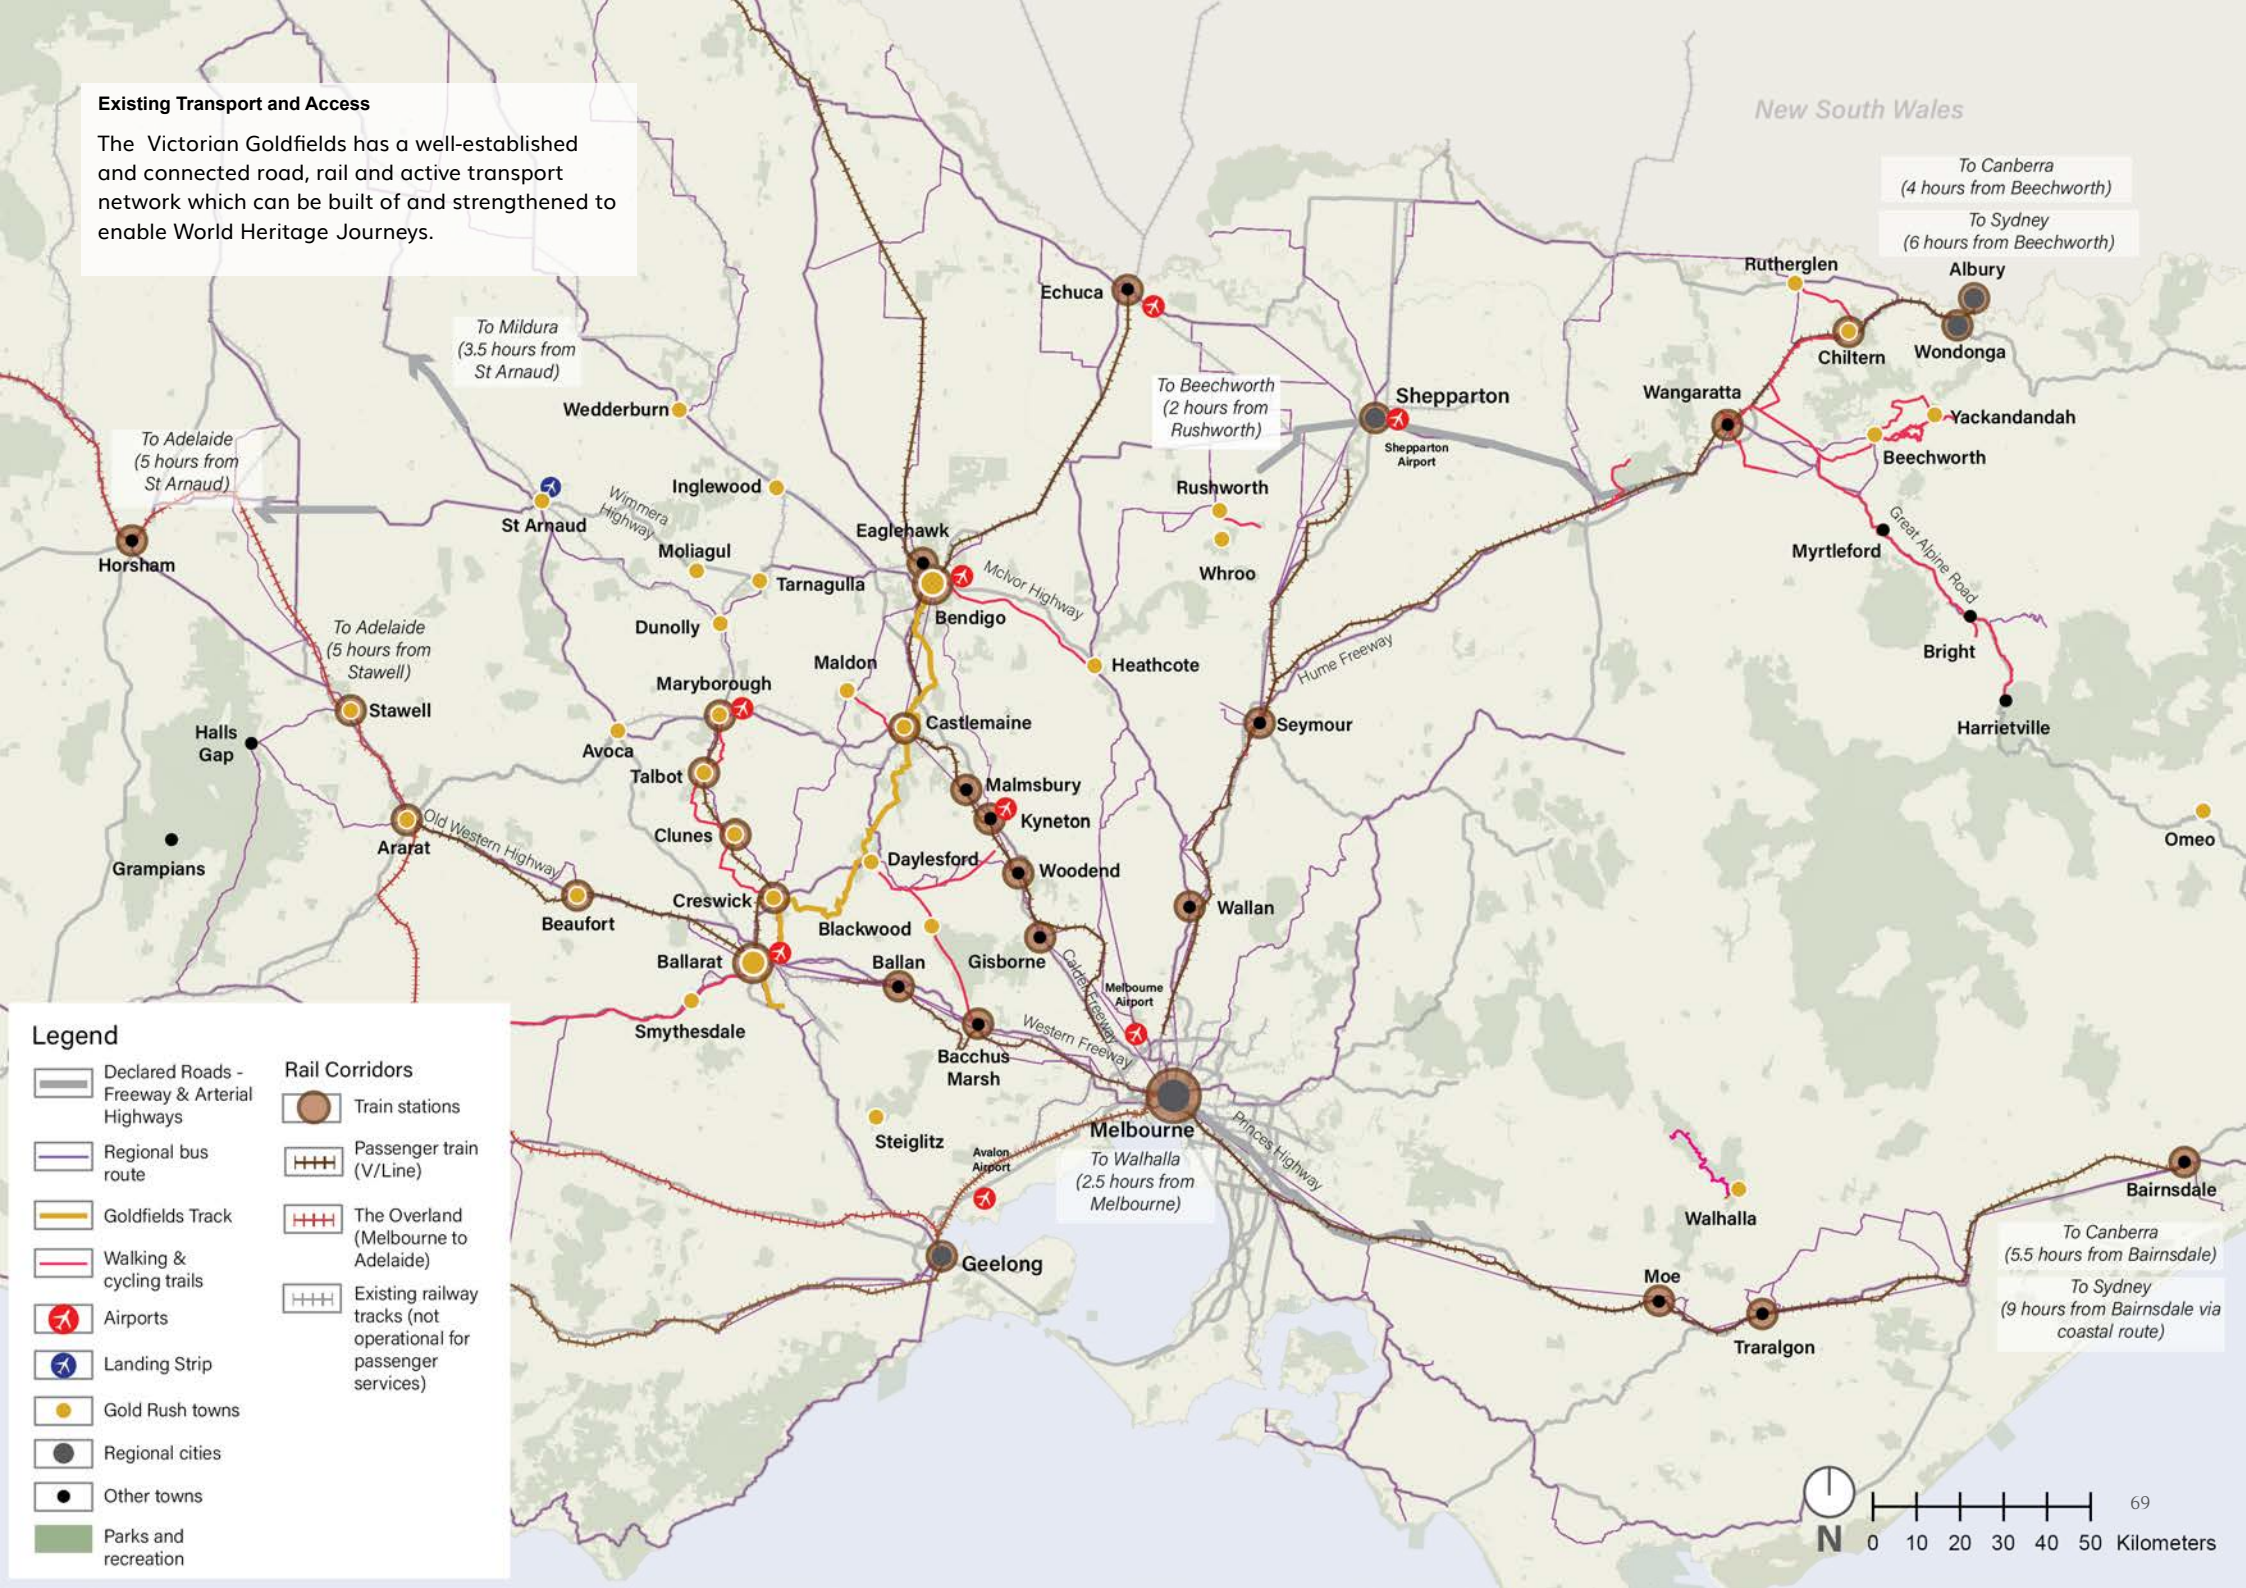 Existing Transport and Access
The Victorian Goldfields has a well-established
and connected road, rail and active transport
network which can be built of and strengthened to
enable World Heritage Journeys.
New South Wales
To Canberra
(4 hours from Beechworth)
To Sydney
(6 hours from Beechworth)
Rutherglen
Albury
Echuca
To Mildura
(3.5 hours from
St Arnaud)
Chiltern
Wondonga
To Beechworth
(2 hours from
Rushworth)
Shepparton
Wangaratta
Wedderburn
Yackandandah
To Adelaide
(5 hours from
St Arnaud)
Shepparton
Airport
Beechworth
Inglewood
Rushworth
Wimmera
Highway
St Arnaud
Eaglehawk
Great Alpine Road
Myrtleford
Moliagul
Horsham
McIvor Highway
Whroo
Tarnagulla
Bendigo
Dunolly
To Adelaide
(5 hours from
Stawell)
Hume Freeway
Bright
Maldon
Heathcote
Maryborough
Stawell
Castlemaine
Seymour
Harrietville
Halls
Gap
Avoca
Talbot
Malmsbury
Kyneton
Old Western Highway
Clunes
Omeo
Ararat
Daylesford
Grampians
Woodend
Creswick
Wallan
Beaufort
Blackwood
Ballarat
Ballan
Gisborne
Calder Freeway
Melbourne
Airport
Smythesdale
Western Freeway
Bacchus
Marsh
Steiglitz
Melbourne
Princes Highway
Avalon
Airport
To Walhalla
(2.5 hours from
Melbourne)
Walhalla
Bairnsdale
Geelong
To Canberra
(5.5 hours from Bairnsdale)
To Sydney
(9 hours from Bairnsdale via
coastal route)
Moe
Traralgon
Legend
Declared Roads -
Freeway & Arterial
Highways
Regional bus
route
Goldfields Track
Walking &
cycling trails
Airports
Landing Strip
Gold Rush towns
Regional cities
Other towns
Parks and
recreation
Rail Corridors
Train stations
Passenger train
(V/Line)
The Overland
(Melbourne to
Adelaide)
Existing railway
tracks (not
operational for
passenger
services)
N
0 10 20 30 40 50 Kilometers
69